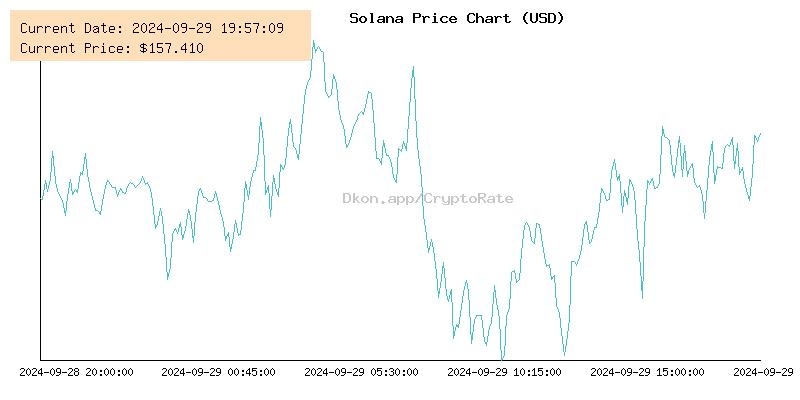 Solana Price Chart (USD)
Current Date: 2024-09-29 19:57:09
Current Price: $157.410
Dkon.app/CryptoRate
2024-09-28 20:00:00 2024-09-29 00:45:00 2024-09-29 05:30:00 2024-09-29 10:15:00 2024-09-29 15:00:00 2024-09-29